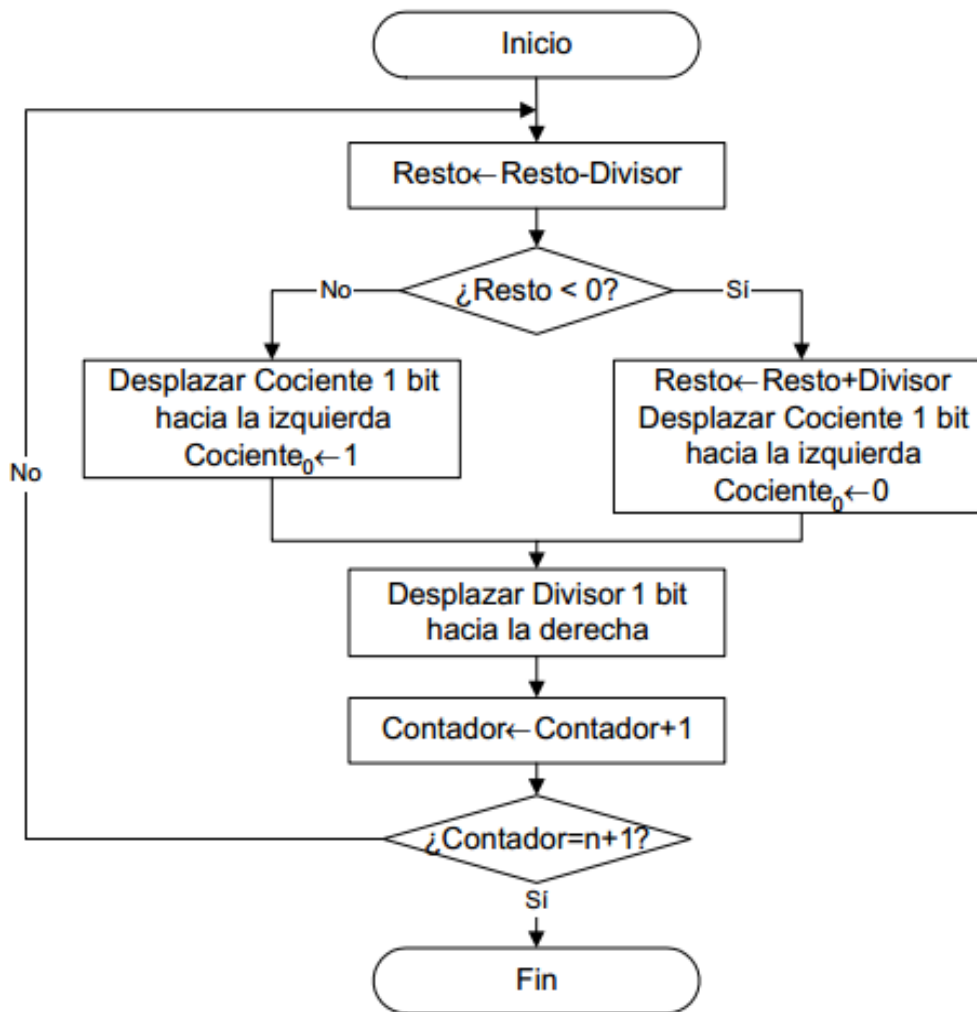 Inicio
Resto←Resto-Divisor
¿Resto < 0?
No
Sí
Desplazar Cociente 1 bit
hacia la izquierda
Cociente₀←1
Resto←Resto+Divisor
Desplazar Cociente 1 bit
hacia la izquierda
Cociente₀←0
No
Desplazar Divisor 1 bit
hacia la derecha
Contador←Contador+1
¿Contador=n+1?
Sí
Fin